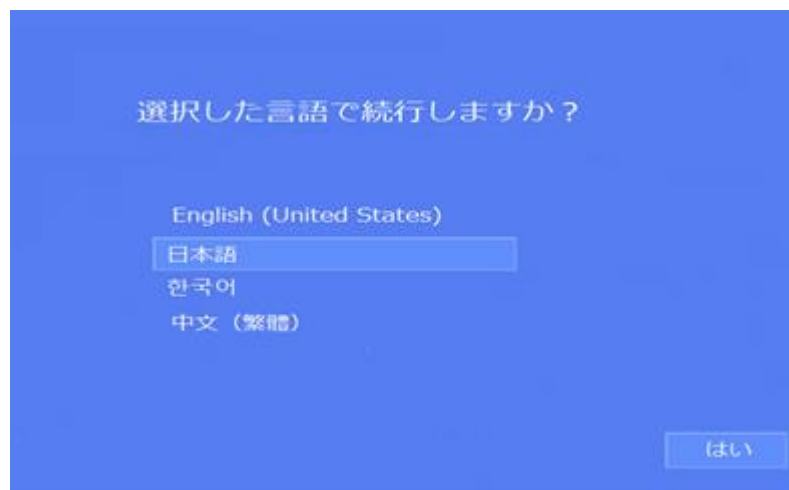 選択した言語で続行しますか？
English (United States)
日本語
한국어
中文（繁體）
はい